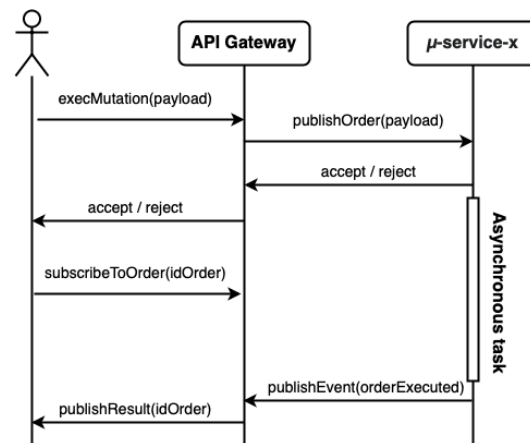 API Gateway
μ-service-x
execMutation(payload)
publishOrder(payload)
accept / reject
accept / reject
subscribeToOrder(idOrder)
Asynchronous
task
publishEvent(orderExecuted)
publishResult(idOrder)